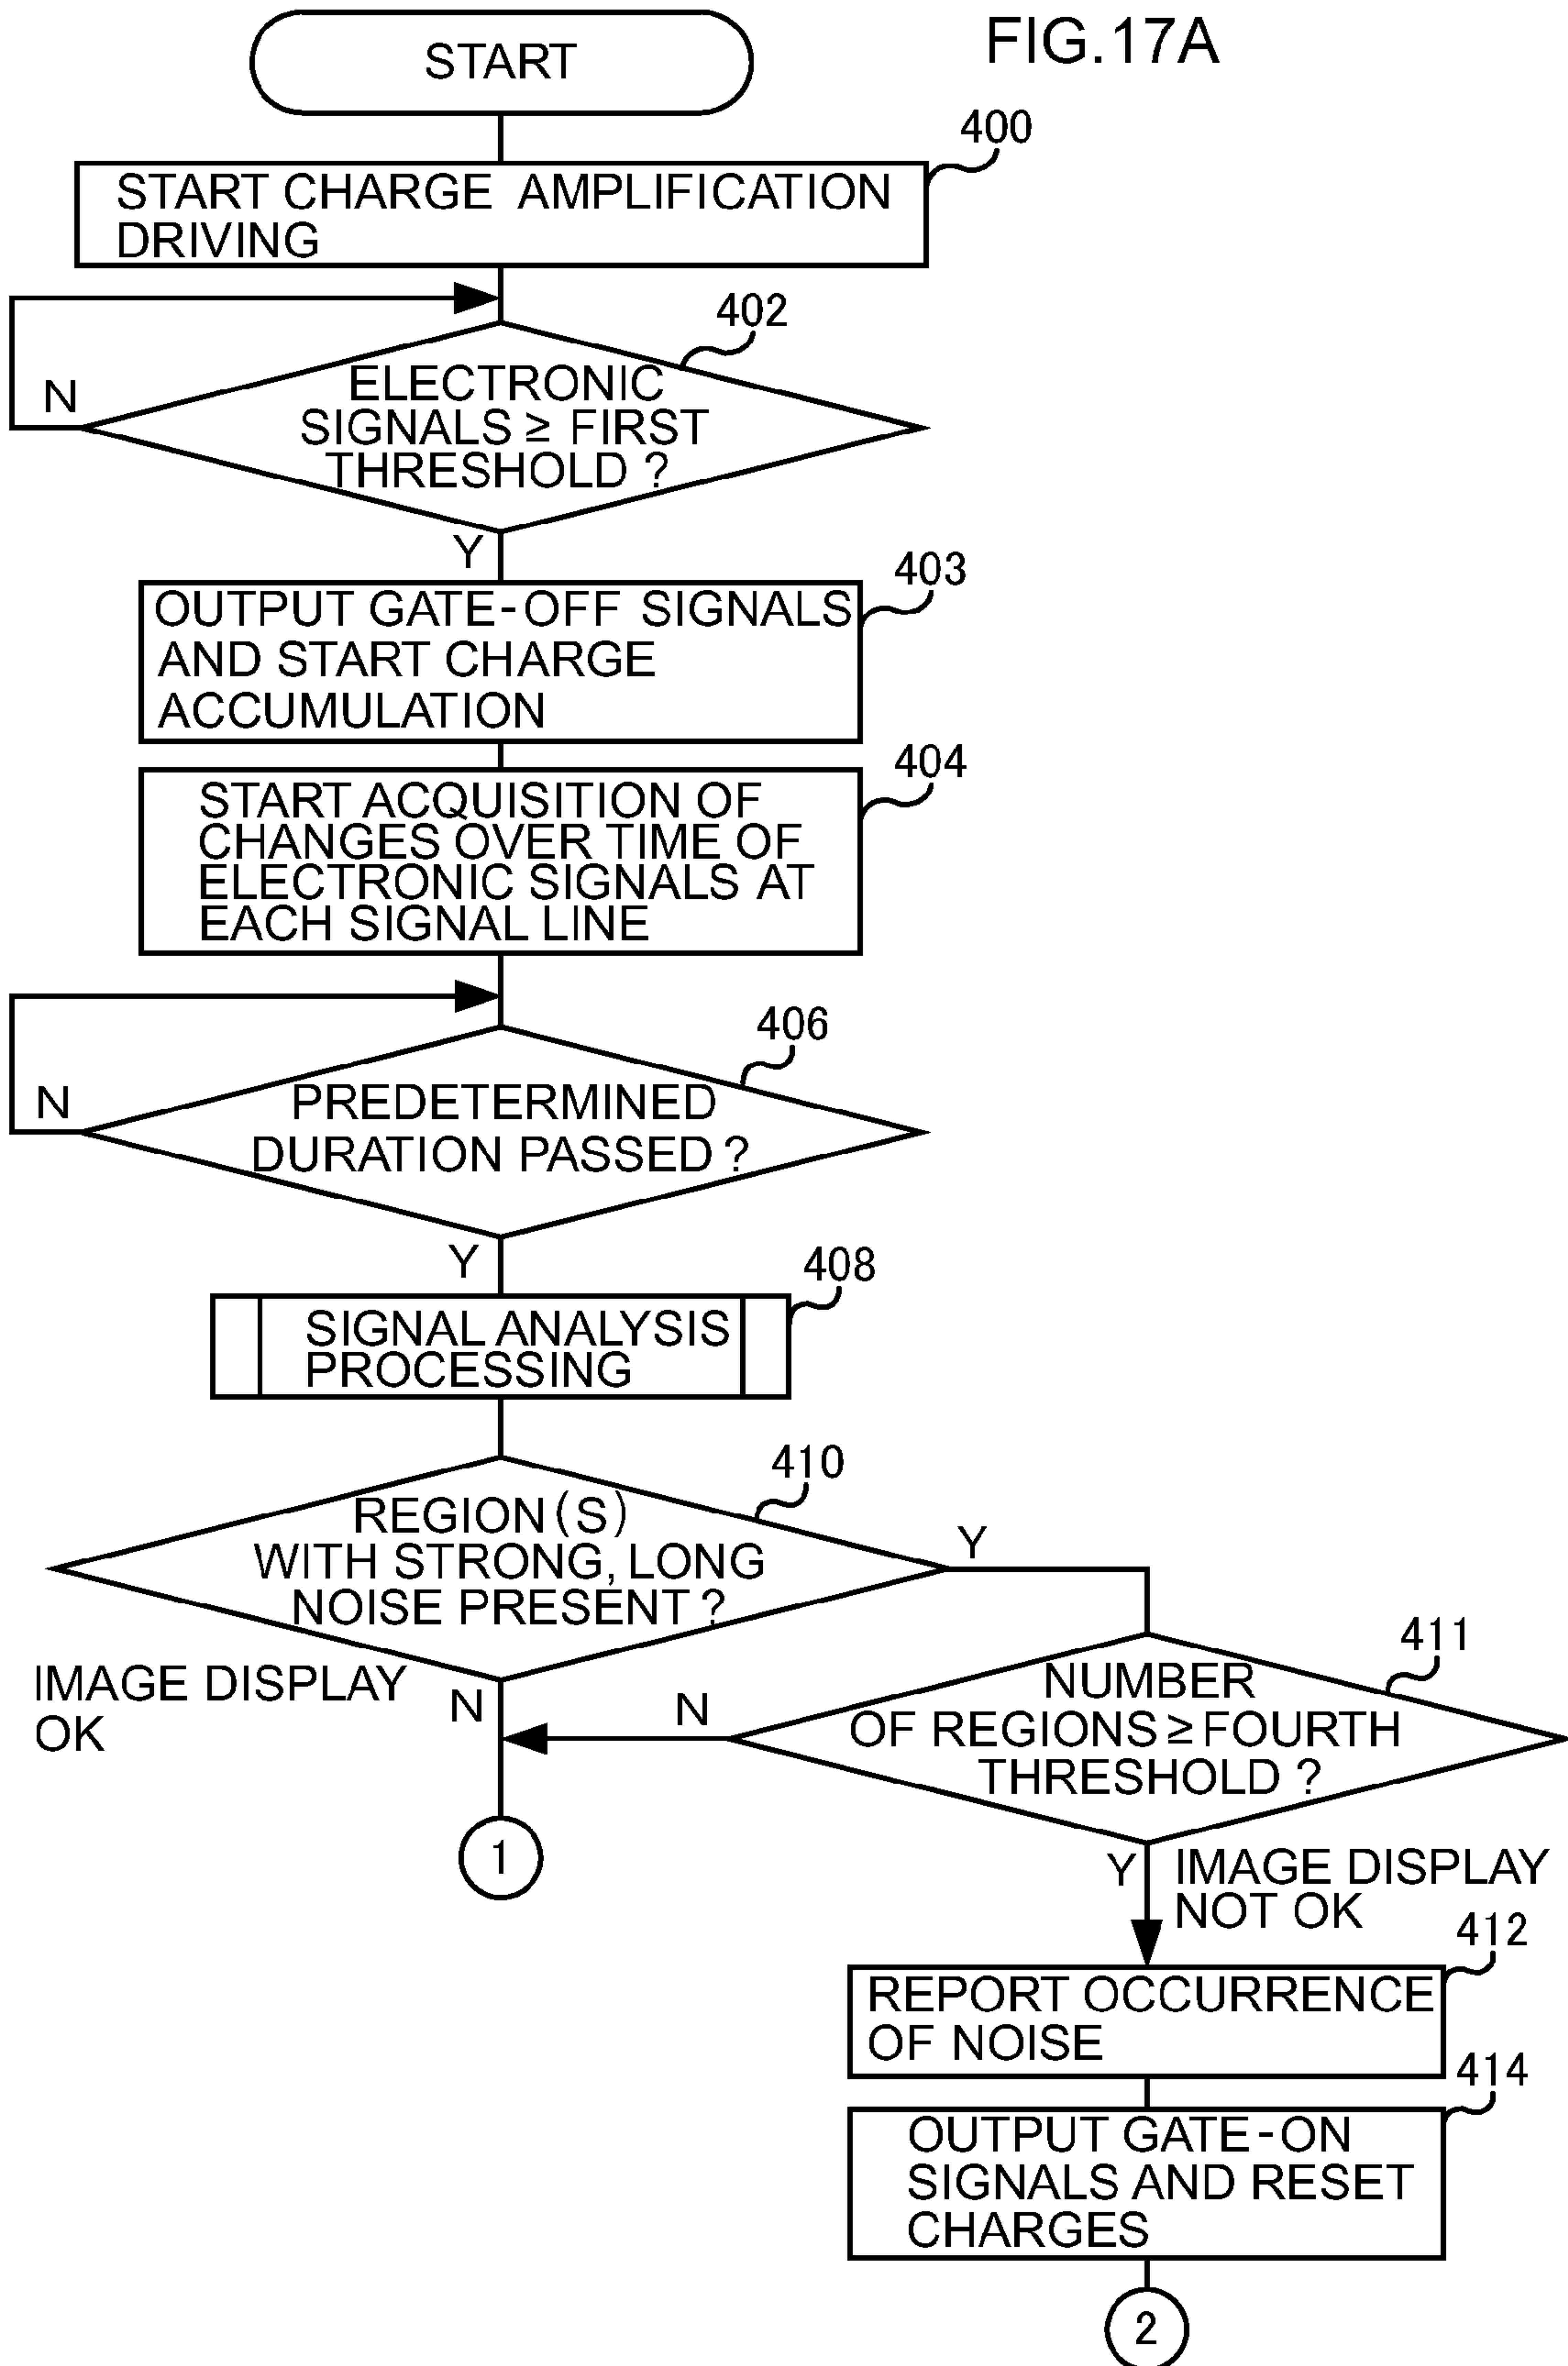 FIG.17A
START
400
START CHARGE AMPLIFICATION
DRIVING
402
ELECTRONIC
SIGNALS ≥ FIRST
THRESHOLD ?
N
Y
403
OUTPUT GATE-OFF SIGNALS
AND START CHARGE
ACCUMULATION
404
START ACQUISITION OF
CHANGES OVER TIME OF
ELECTRONIC SIGNALS AT
EACH SIGNAL LINE
406
PREDETERMINED
DURATION PASSED ?
N
Y
408
SIGNAL ANALYSIS
PROCESSING
410
REGION(S)
WITH STRONG, LONG
NOISE PRESENT ?
Y
IMAGE DISPLAY
OK
N
411
NUMBER
OF REGIONS ≥ FOURTH
THRESHOLD ?
N
1
Y
IMAGE DISPLAY
NOT OK
412
REPORT OCCURRENCE
OF NOISE
414
OUTPUT GATE-ON
SIGNALS AND RESET
CHARGES
2